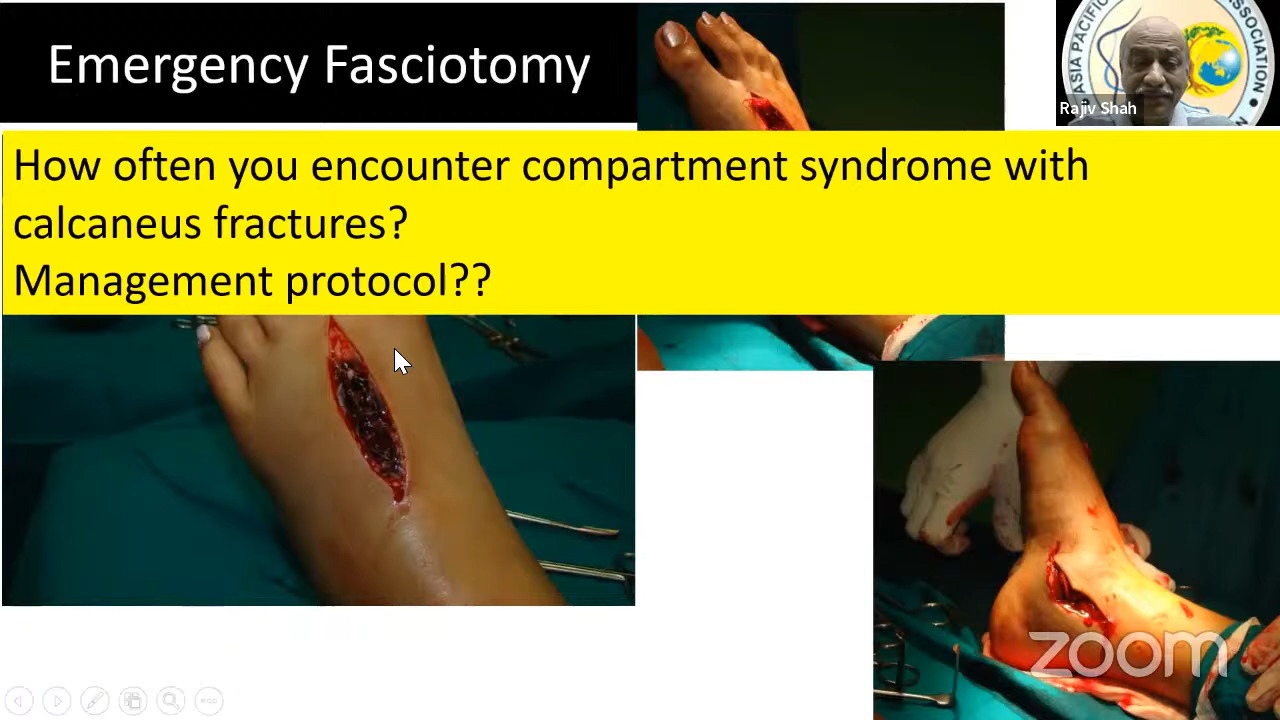 Emergency Fasciotomy
ASIA PACIFIC
ASSOCIATION
Rajiv Shah
How often you encounter compartment syndrome with
calcaneus fractures?
Management protocol??
zoom